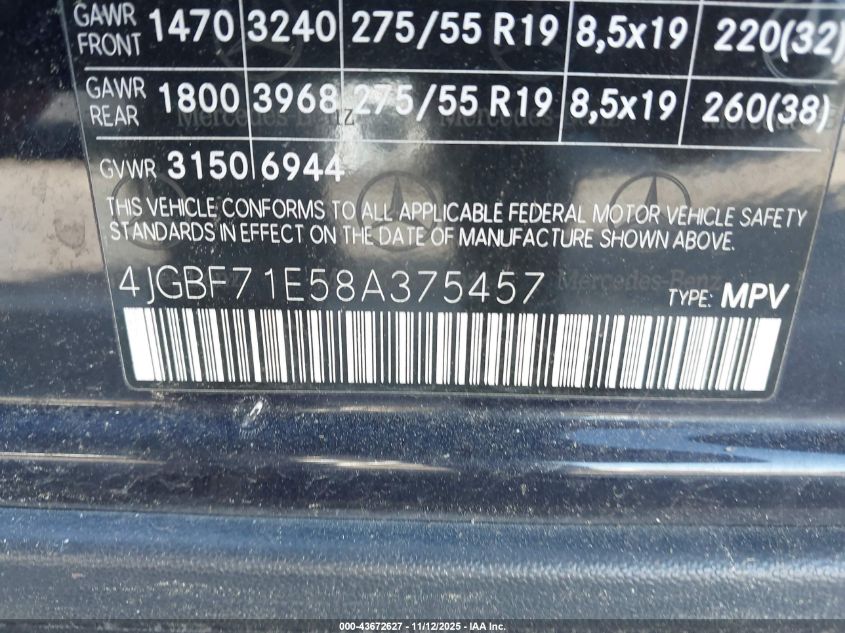 GAWR FRONT 1470 3240 275/55 R19 8,5x19 220(32)
GAWR REAR 1800 3968 275/55 R19 8,5x19 260(38)
Mercedes-Benz
GVWR 3150 6944
THIS VEHICLE CONFORMS TO ALL APPLICABLE FEDERAL MOTOR VEHICLE SAFETY
STANDARDS IN EFFECT ON THE DATE OF MANUFACTURE SHOWN ABOVE.
4JGBF71E58A375457 TYPE: MPV
000-43672627 - 11/12/2025 - IAA Inc.